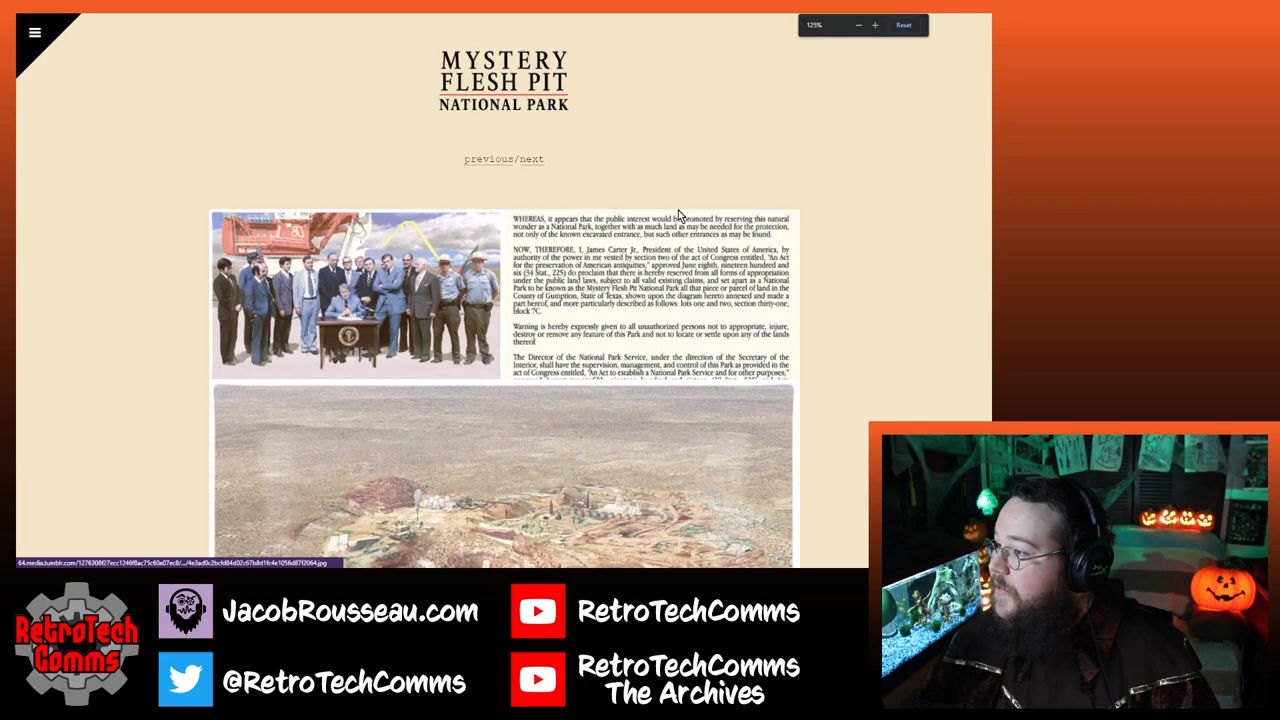 125%
Reset
MYSTERY
FLESH PIT
NATIONAL PARK
previous/next
WHEREAS, it appears that the public interest would be promoted by reserving this natural
wonder as a National Park, together with as much land as may be needed for the protection,
not only of the known excavated entrance, but such other entrances as may be found.
NOW, THEREFORE, I, James Carter Jr., President of the United States of America, by
authority of the power in me vested by section two of the act of Congress entitled, "An Act
for the preservation of American antiquities," approved June eighth, nineteen hundred and
six (34 Stat., 225) do proclaim that there is hereby reserved from all forms of appropriation
under the public land laws, subject to all valid existing claims, and set apart as a National
Park to be known as the Mystery Flesh Pit National Park all that piece or parcel of land in the
County of Gumption, State of Texas, shown upon the diagram hereto annexed and made a
part hereof, and more particularly described as follows: lots one and two, section thirty-one,
block 7C.
Warning is hereby expressly given to all unauthorized persons not to appropriate, injure,
destroy or remove any feature of this Park and not to locate or settle upon any of the lands
thereof.
The Director of the National Park Service, under the direction of the Secretary of the
Interior, shall have the supervision, management, and control of this Park as provided in the
act of Congress entitled, "An Act to establish a National Park Service and for other purposes,"
RetroTech
Comms
JacobRousseau.com
@RetroTechComms
RetroTechComms
RetroTechComms
The Archives